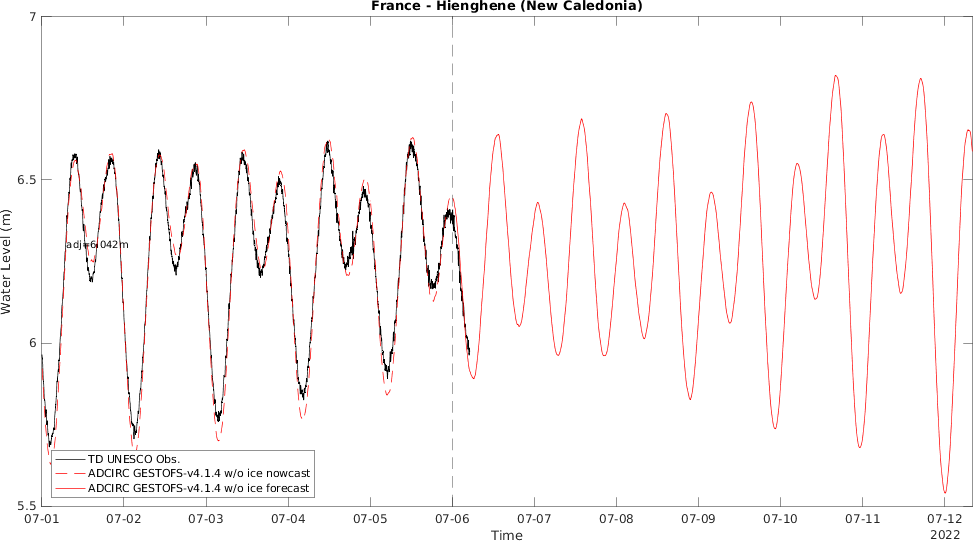 France - Hienghene (New Caledonia)
7
6.5
6
5.5
Water Level (m)
adj=6.042m
TD UNESCO Obs.
ADCIRC GESTOFS-v4.1.4 w/o ice nowcast
ADCIRC GESTOFS-v4.1.4 w/o ice forecast
07-01 07-02 07-03 07-04 07-05 07-06 07-07 07-08 07-09 07-10 07-11 07-12
2022
Time